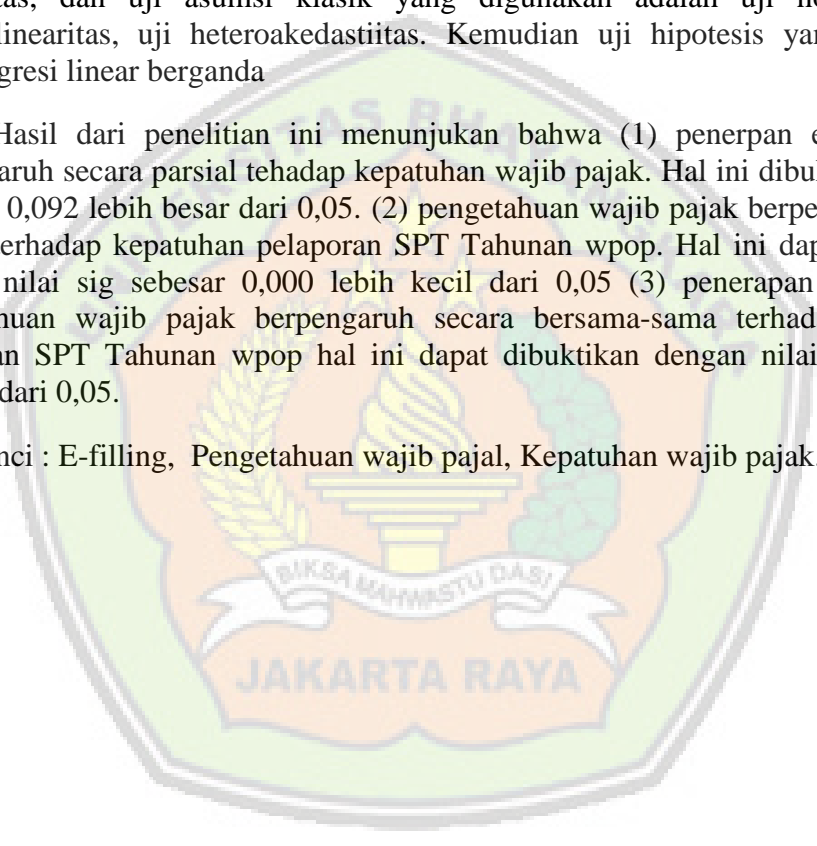 tas, dan uji asumsi klasik yang digunakan adalah uji no
linearitas, uji heteroakedastiitas. Kemudian uji hipotesis yan
gresi linear berganda
Hasil dari penelitian ini menunjukan bahwa (1) penerpan e
aruh secara parsial tehadap kepatuhan wajib pajak. Hal ini dibul
0,092 lebih besar dari 0,05. (2) pengetahuan wajib pajak berpe
erhadap kepatuhan pelaporan SPT Tahunan wpop. Hal ini dap
nilai sig sebesar 0,000 lebih kecil dari 0,05 (3) penerapan
huan wajib pajak berpengaruh secara bersama-sama terhad
an SPT Tahunan wpop hal ini dapat dibuktikan dengan nilai
dari 0,05.
nci : E-filling, Pengetahuan wajib pajal, Kepatuhan wajib pajak.
UNIVERSITAS BHAYANGKARA
BIKSA MAHWASTU DASI
JAKARTA RAYA